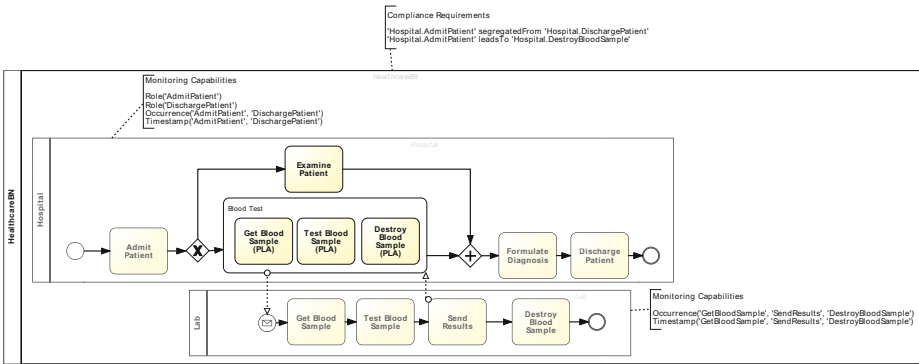 Compliance Requirements
'Hospital.AdmitPatient' segregatedFrom 'Hospital.DischargePatient'
'Hospital.AdmitPatient' leadsTo 'Hospital.DestroyBloodSample'
HealthcareBN
Monitoring Capabilities
Role('AdmitPatient')
Role('DischargePatient')
Occurrence('AdmitPatient', 'DischargePatient')
Timestamp('AdmitPatient', 'DischargePatient')
HealthcareBN
Hospital
Hospital
Examine
Patient
Blood Test
Admit
Patient
Get Blood
Sample
(PLA)
Test Blood
Sample
(PLA)
Destroy
Blood
Sample
(PLA)
Formulate
Diagnosis
Discharge
Patient
Lab
Lab
Get Blood
Sample
Test Blood
Sample
Send
Results
Destroy
Blood
Sample
Monitoring Capabilities
Occurrence('GetBloodSample', 'SendResults', 'DestroyBloodSample')
Timestamp('GetBloodSample', 'SendResults', 'DestroyBloodSample')